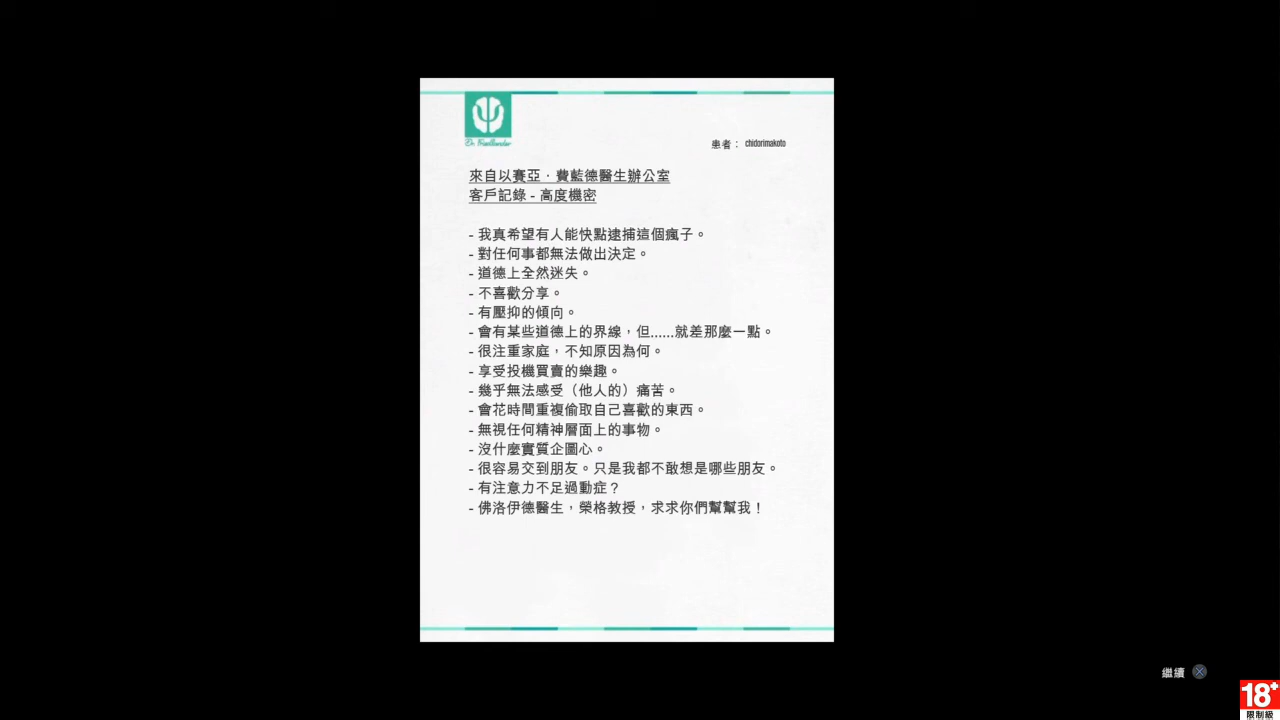 Dr. Friedlander
患者： chidorimakoto
來自以賽亞．費藍德醫生辦公室
客戶記錄 - 高度機密
- 我真希望有人能快點逮捕這個瘋子。
- 對任何事都無法做出決定。
- 道德上全然迷失。
- 不喜歡分享。
- 有壓抑的傾向。
- 會有某些道德上的界線，但......就差那麼一點。
- 很注重家庭，不知原因為何。
- 享受投機買賣的樂趣。
- 幾乎無法感受（他人的）痛苦。
- 會花時間重複偷取自己喜歡的東西。
- 無視任何精神層面上的事物。
- 沒什麼實質企圖心。
- 很容易交到朋友。只是我都不敢想是哪些朋友。
- 有注意力不足過動症？
- 佛洛伊德醫生，榮格教授，求求你們幫幫我！
繼續
18+
限制級